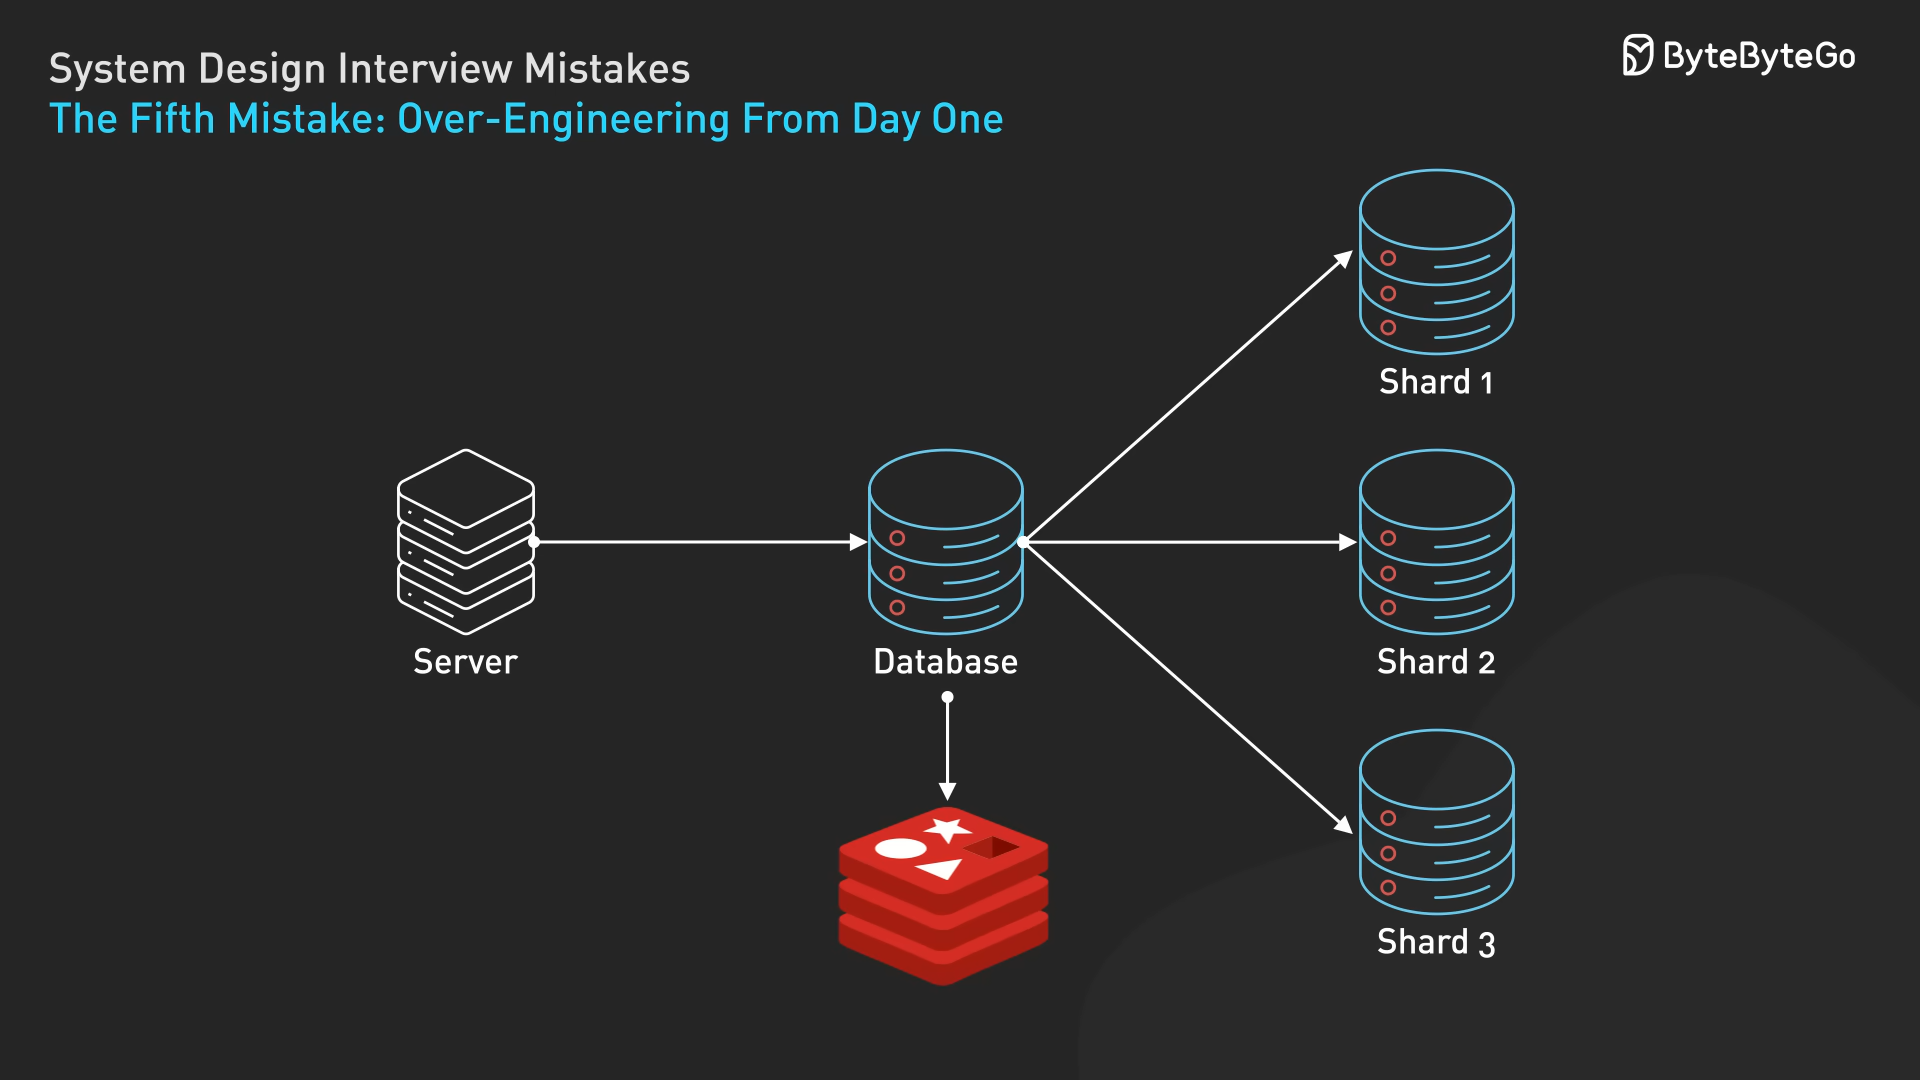 System Design Interview Mistakes
The Fifth Mistake: Over-Engineering From Day One
ByteByteGo
Shard 1
Server
Database
Shard 2
Shard 3